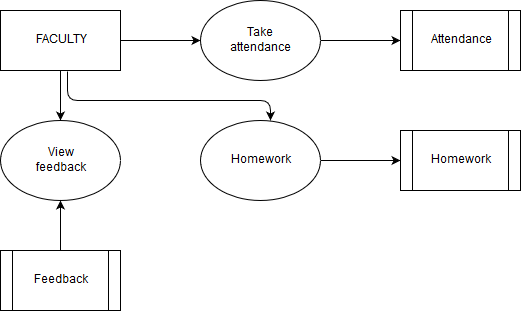 FACULTY
Take
attendance
Attendance
View
feedback
Homework
Homework
Feedback